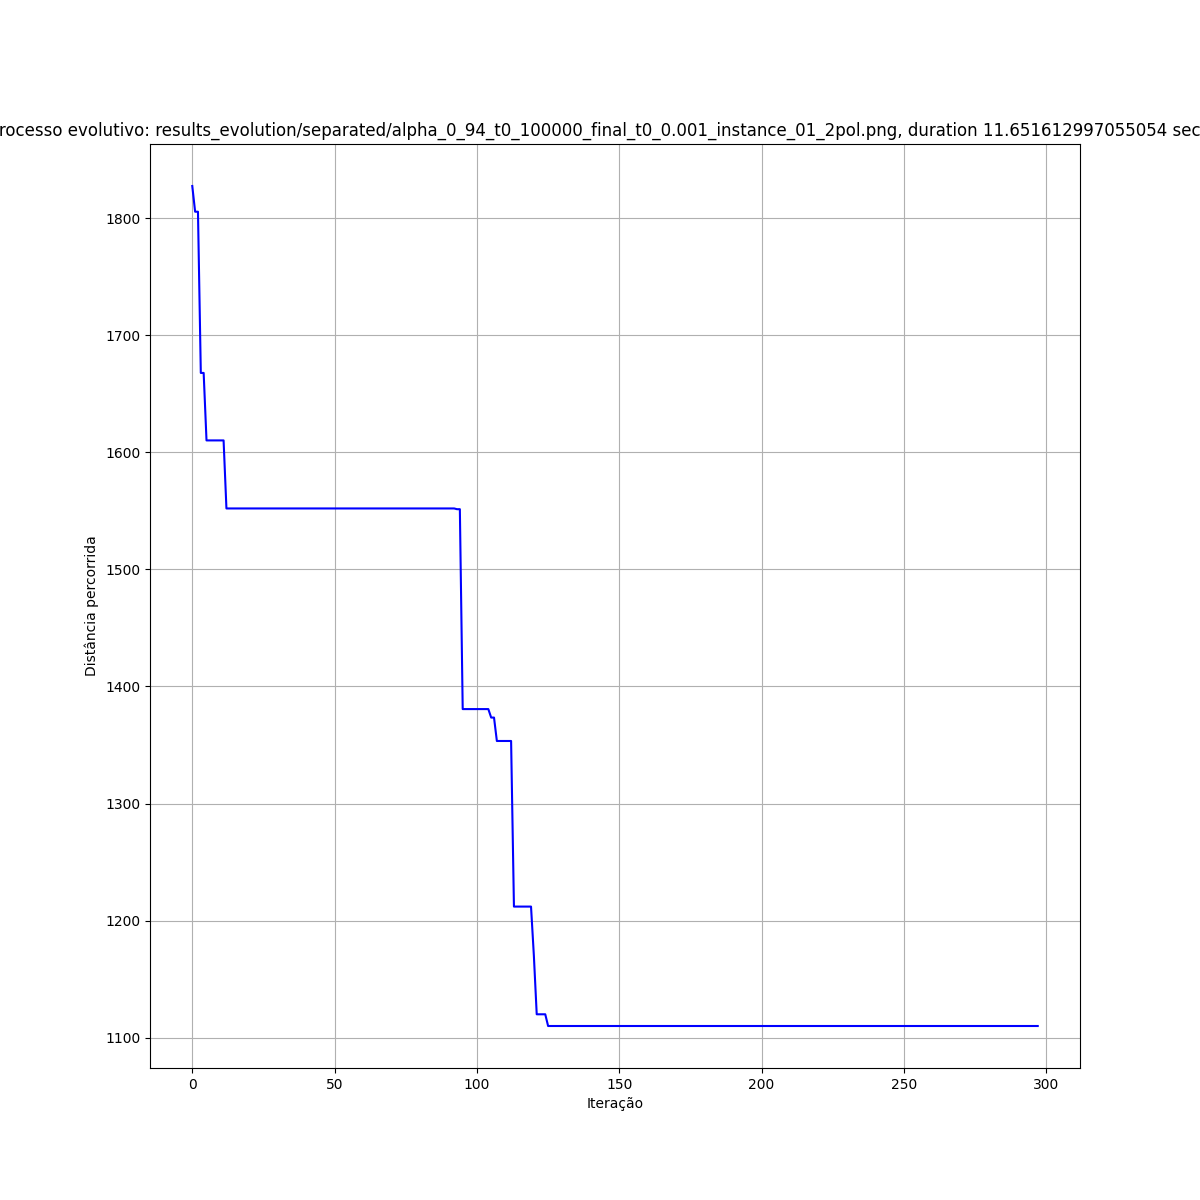 rocesso evolutivo: results_evolution/separated/alpha_0_94_t0_100000_final_t0_0.001_instance_01_2pol.png, duration 11.651612997055054 sec
1800
1700
1600
1500
1400
1300
1200
1100
Distância percorrida
0 50 100 150 200 250 300
Iteração